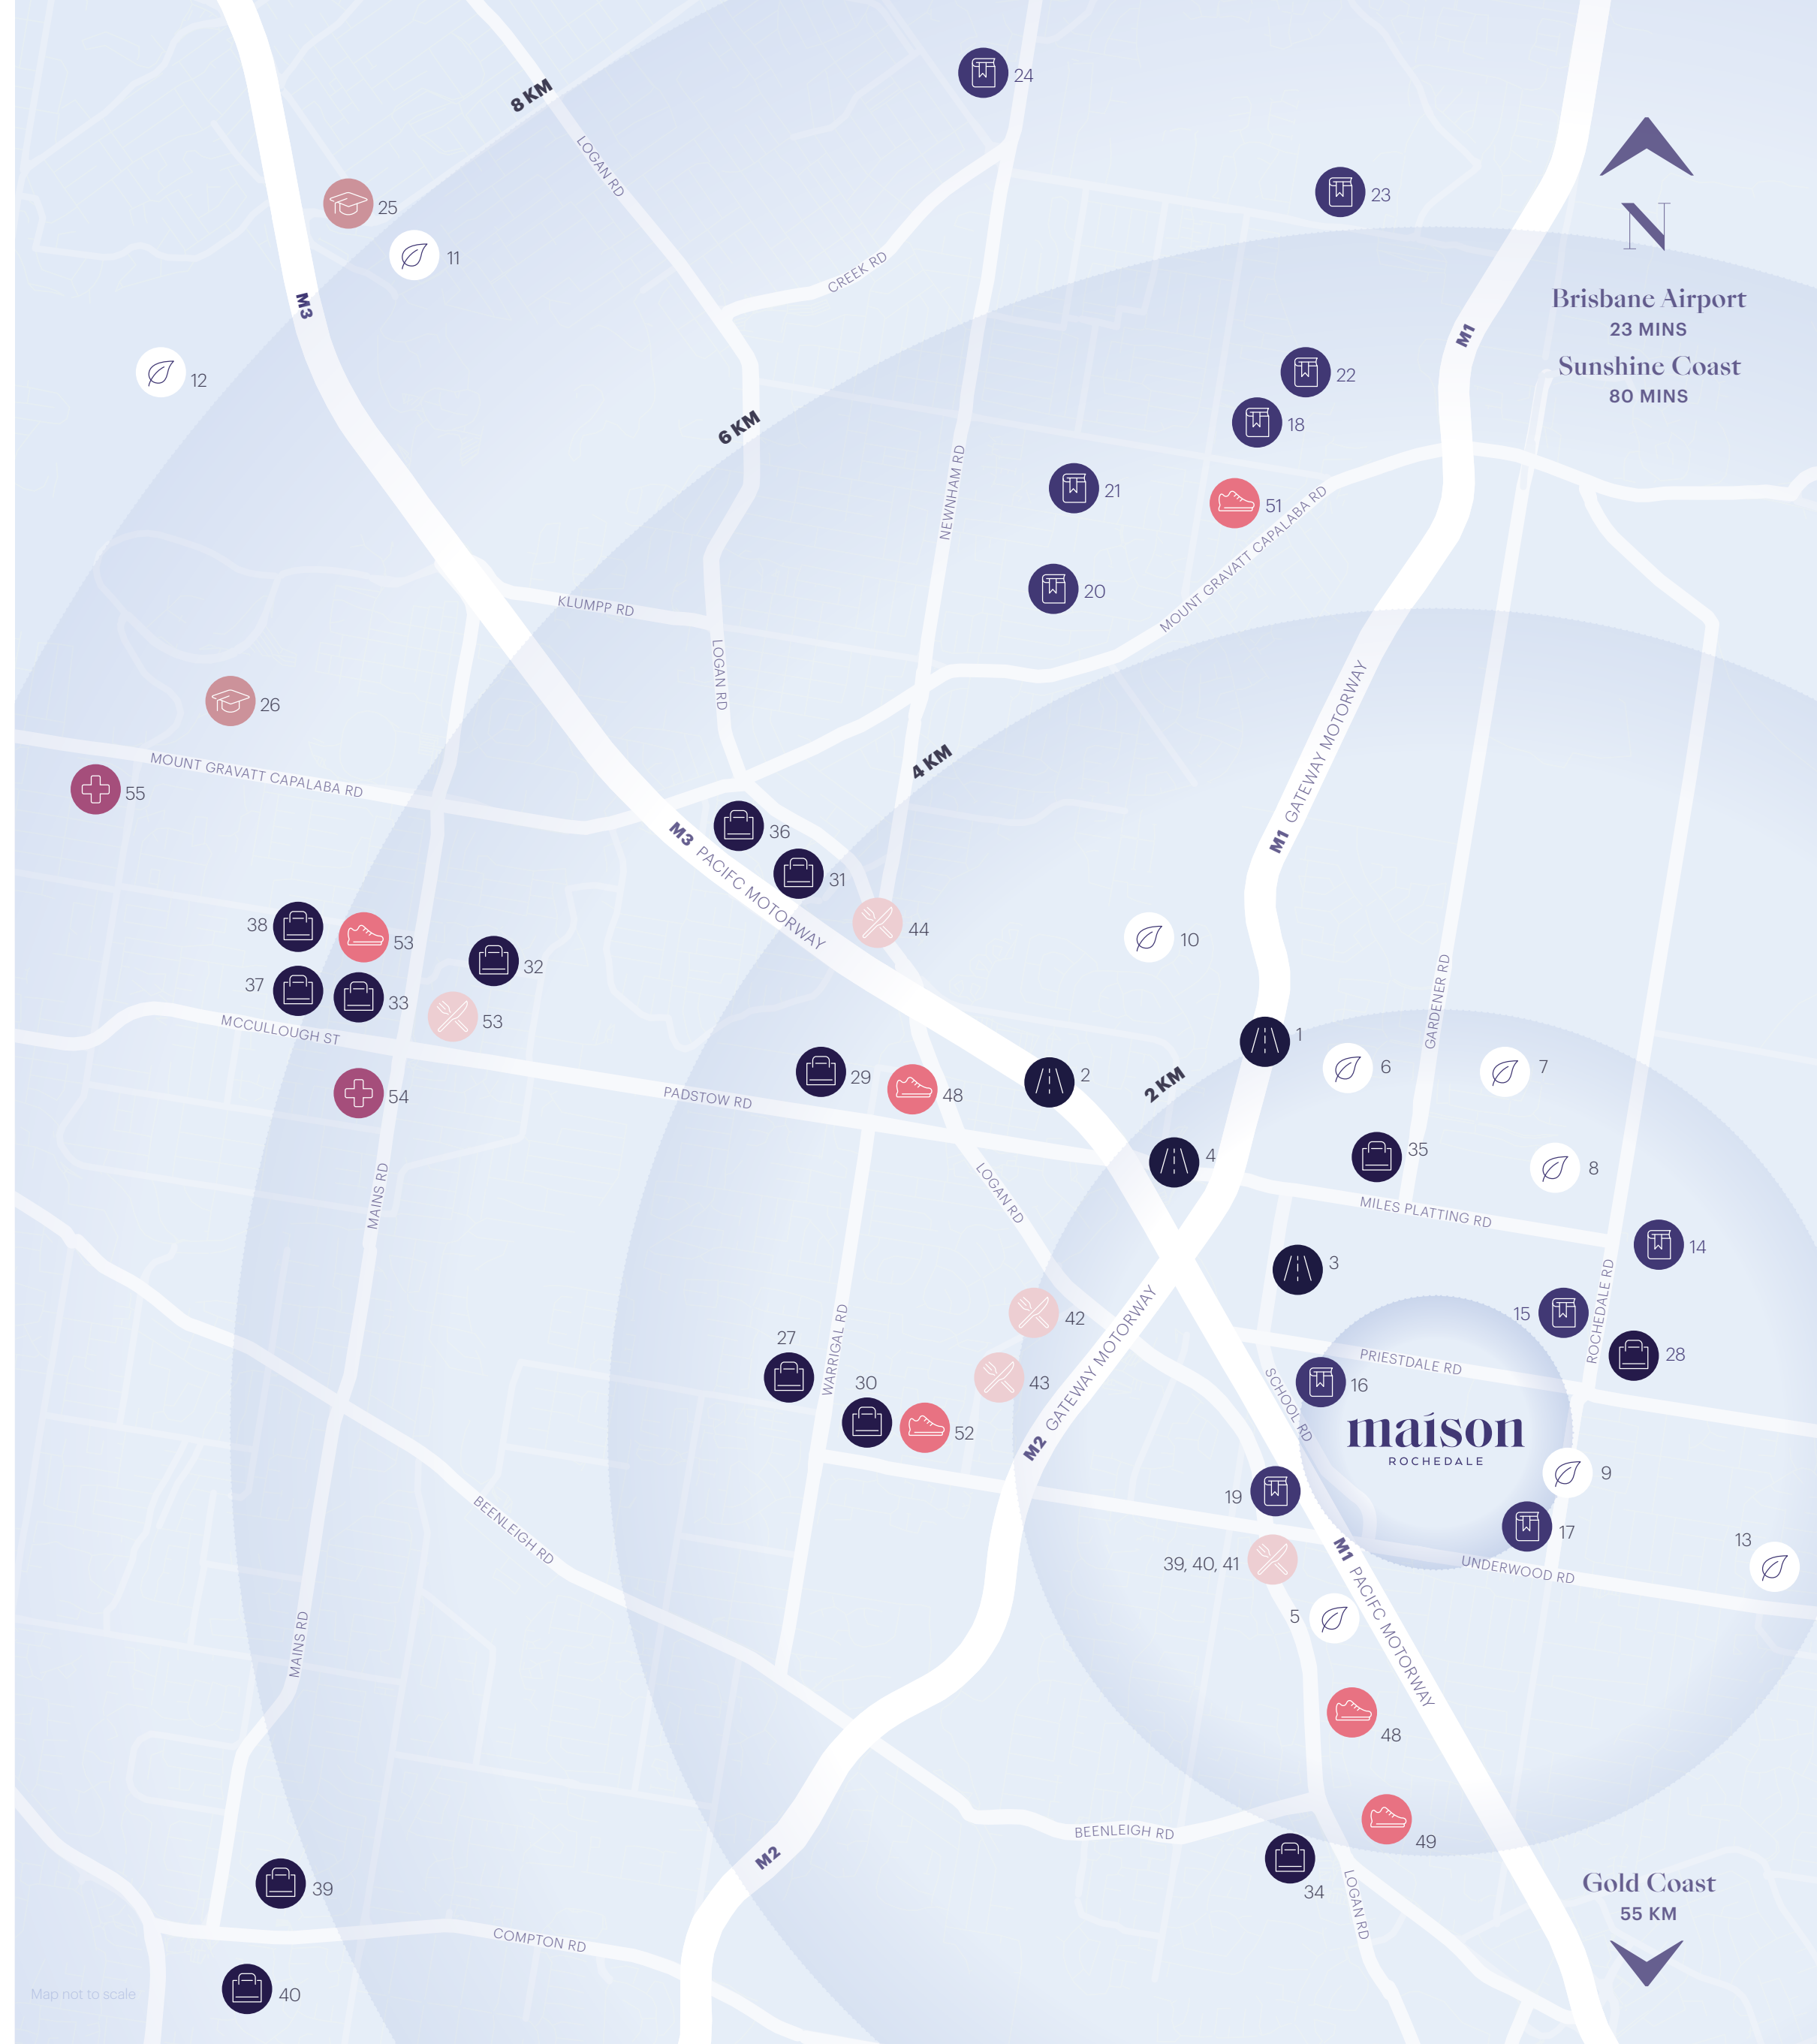 24
8 KM
LOGAN RD
23
25
11
CREEK RD
M3
N
Brisbane Airport
23 MINS
Sunshine Coast
80 MINS
M1
12
22
18
6 KM
21
51
NEWNHAM RD
MOUNT GRAVATT CAPALABA RD
20
KLUMPP RD
LOGAN RD
26
4 KM
M1 GATEWAY MOTORWAY
MOUNT GRAVATT CAPALABA RD
55
36
31
M3 PACIFC MOTORWAY
38
53
44
10
32
37
33
53
MCCULLOUGH ST
GARDENER RD
1
6
7
29
48
2
2 KM
54
PADSTOW RD
4
35
8
MAINS RD
LOGAN RD
MILES PLATTING RD
14
3
42
15
ROCHEDALE RD
27
WARRIGAL RD
28
PRIESTDALE RD
30
43
16
SCHOOL RD
M2 GATEWAY MOTORWAY
52
maison
ROCHEDALE
9
19
17
13
BEENLEIGH RD
39, 40, 41
UNDERWOOD RD
M1 PACIFC MOTORWAY
5
MAINS RD
48
BEENLEIGH RD
49
M2
34
39
LOGAN RD
Gold Coast
55 KM
COMPTON RD
40
Map not to scale